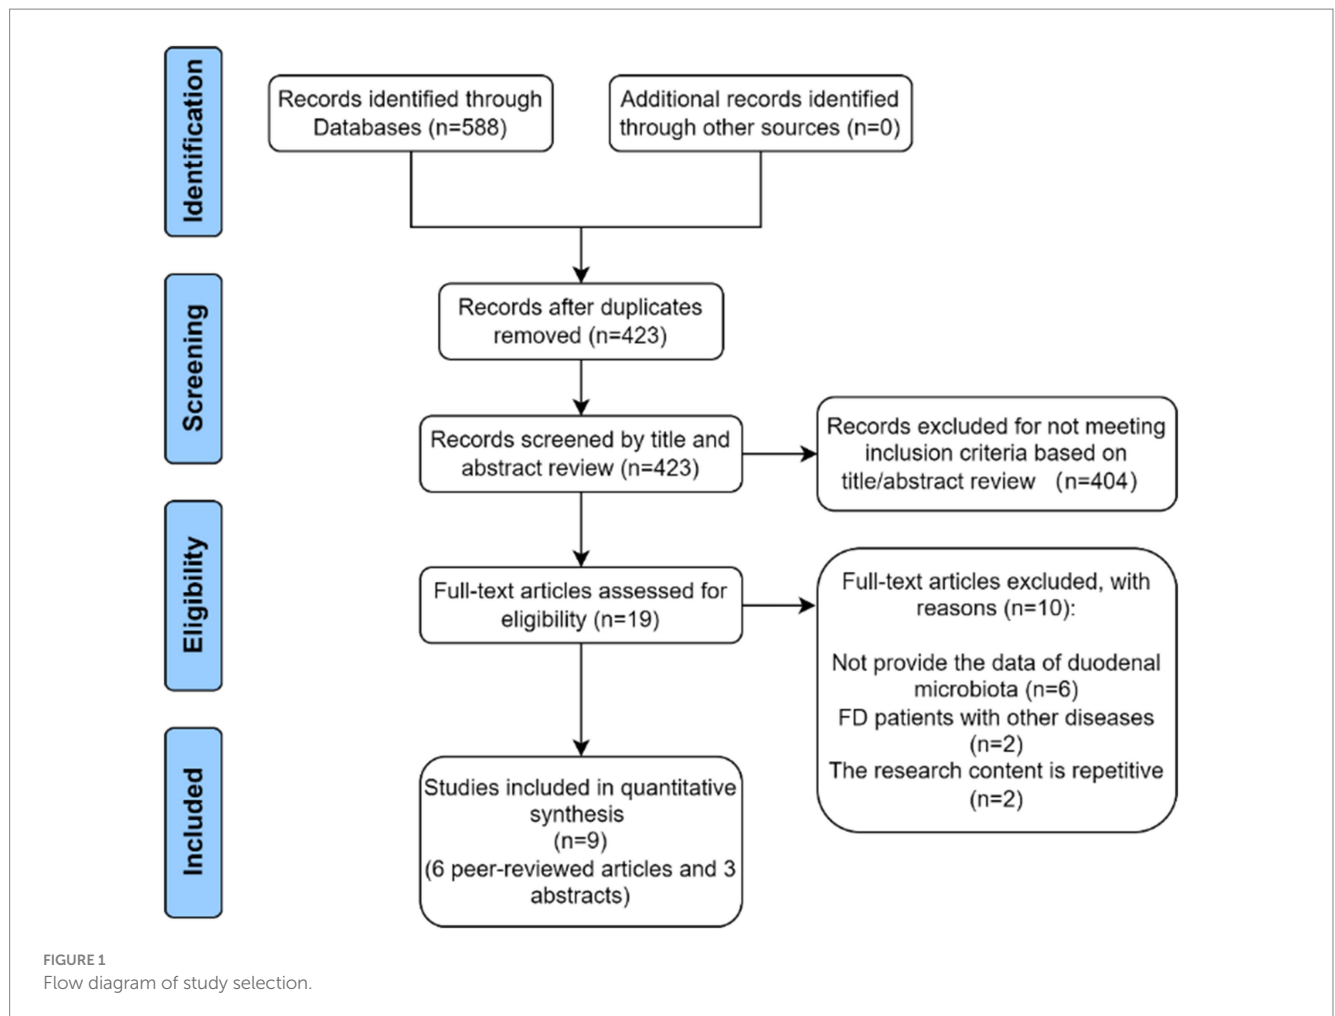 Identification
Records identified through
Databases (n=588)
Additional records identified
through other sources (n=0)
Screening
Records after duplicates
removed (n=423)
Records screened by title and
abstract review (n=423)
Records excluded for not meeting
inclusion criteria based on
title/abstract review (n=404)
Eligibility
Full-text articles assessed for
eligibility (n=19)
Full-text articles excluded, with
reasons (n=10):
Not provide the data of duodenal
microbiota (n=6)
FD patients with other diseases
(n=2)
The research content is repetitive
(n=2)
Included
Studies included in quantitative
synthesis
(n=9)
(6 peer-reviewed articles and 3
abstracts)
FIGURE 1
Flow diagram of study selection.